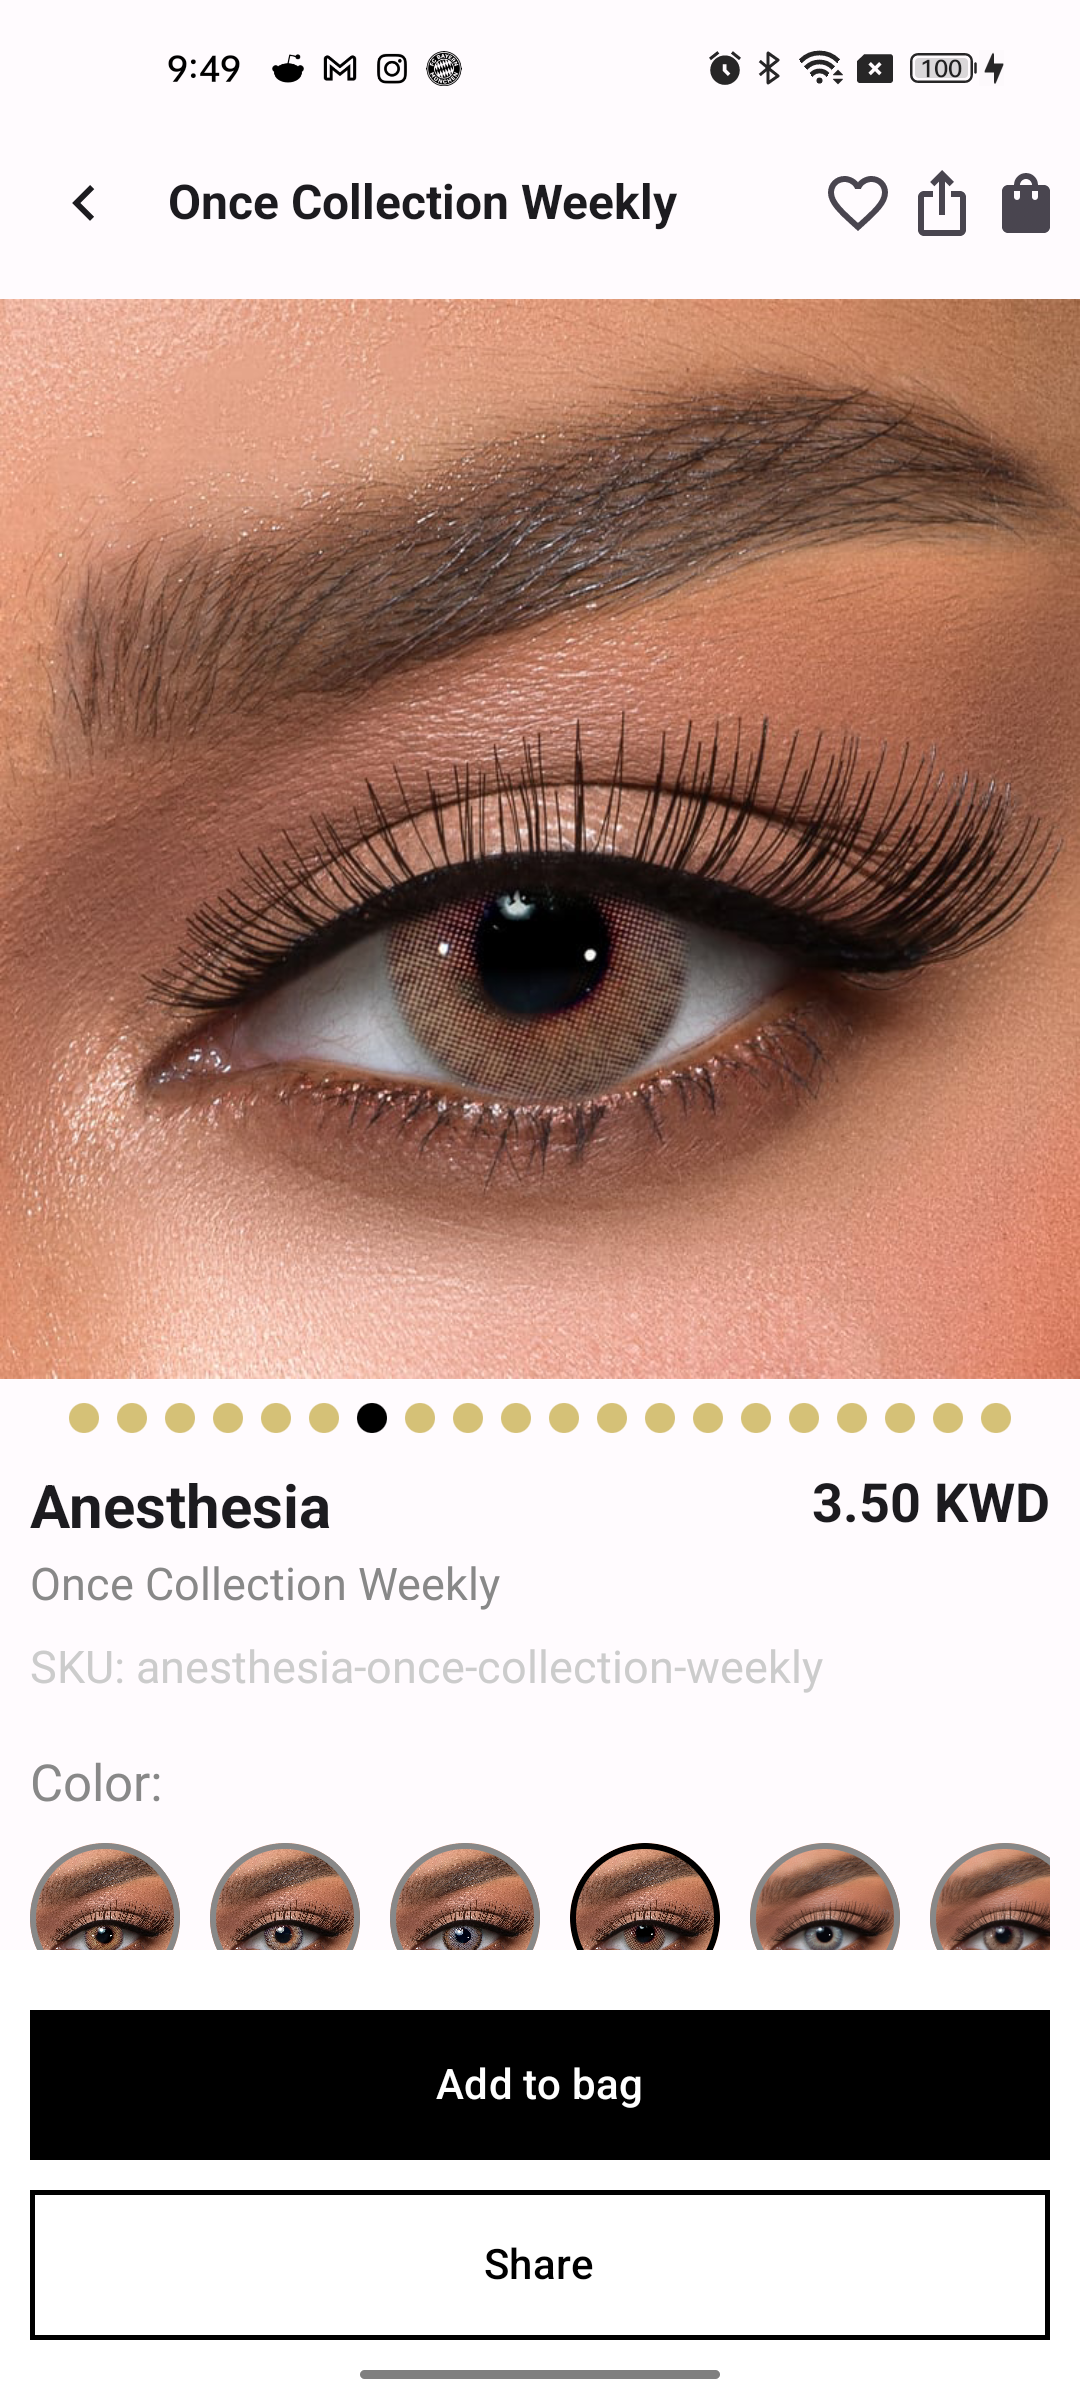 9:49
100
Once Collection Weekly
Anesthesia
3.50 KWD
Once Collection Weekly
SKU: anesthesia-once-collection-weekly
Color:
Add to bag
Share